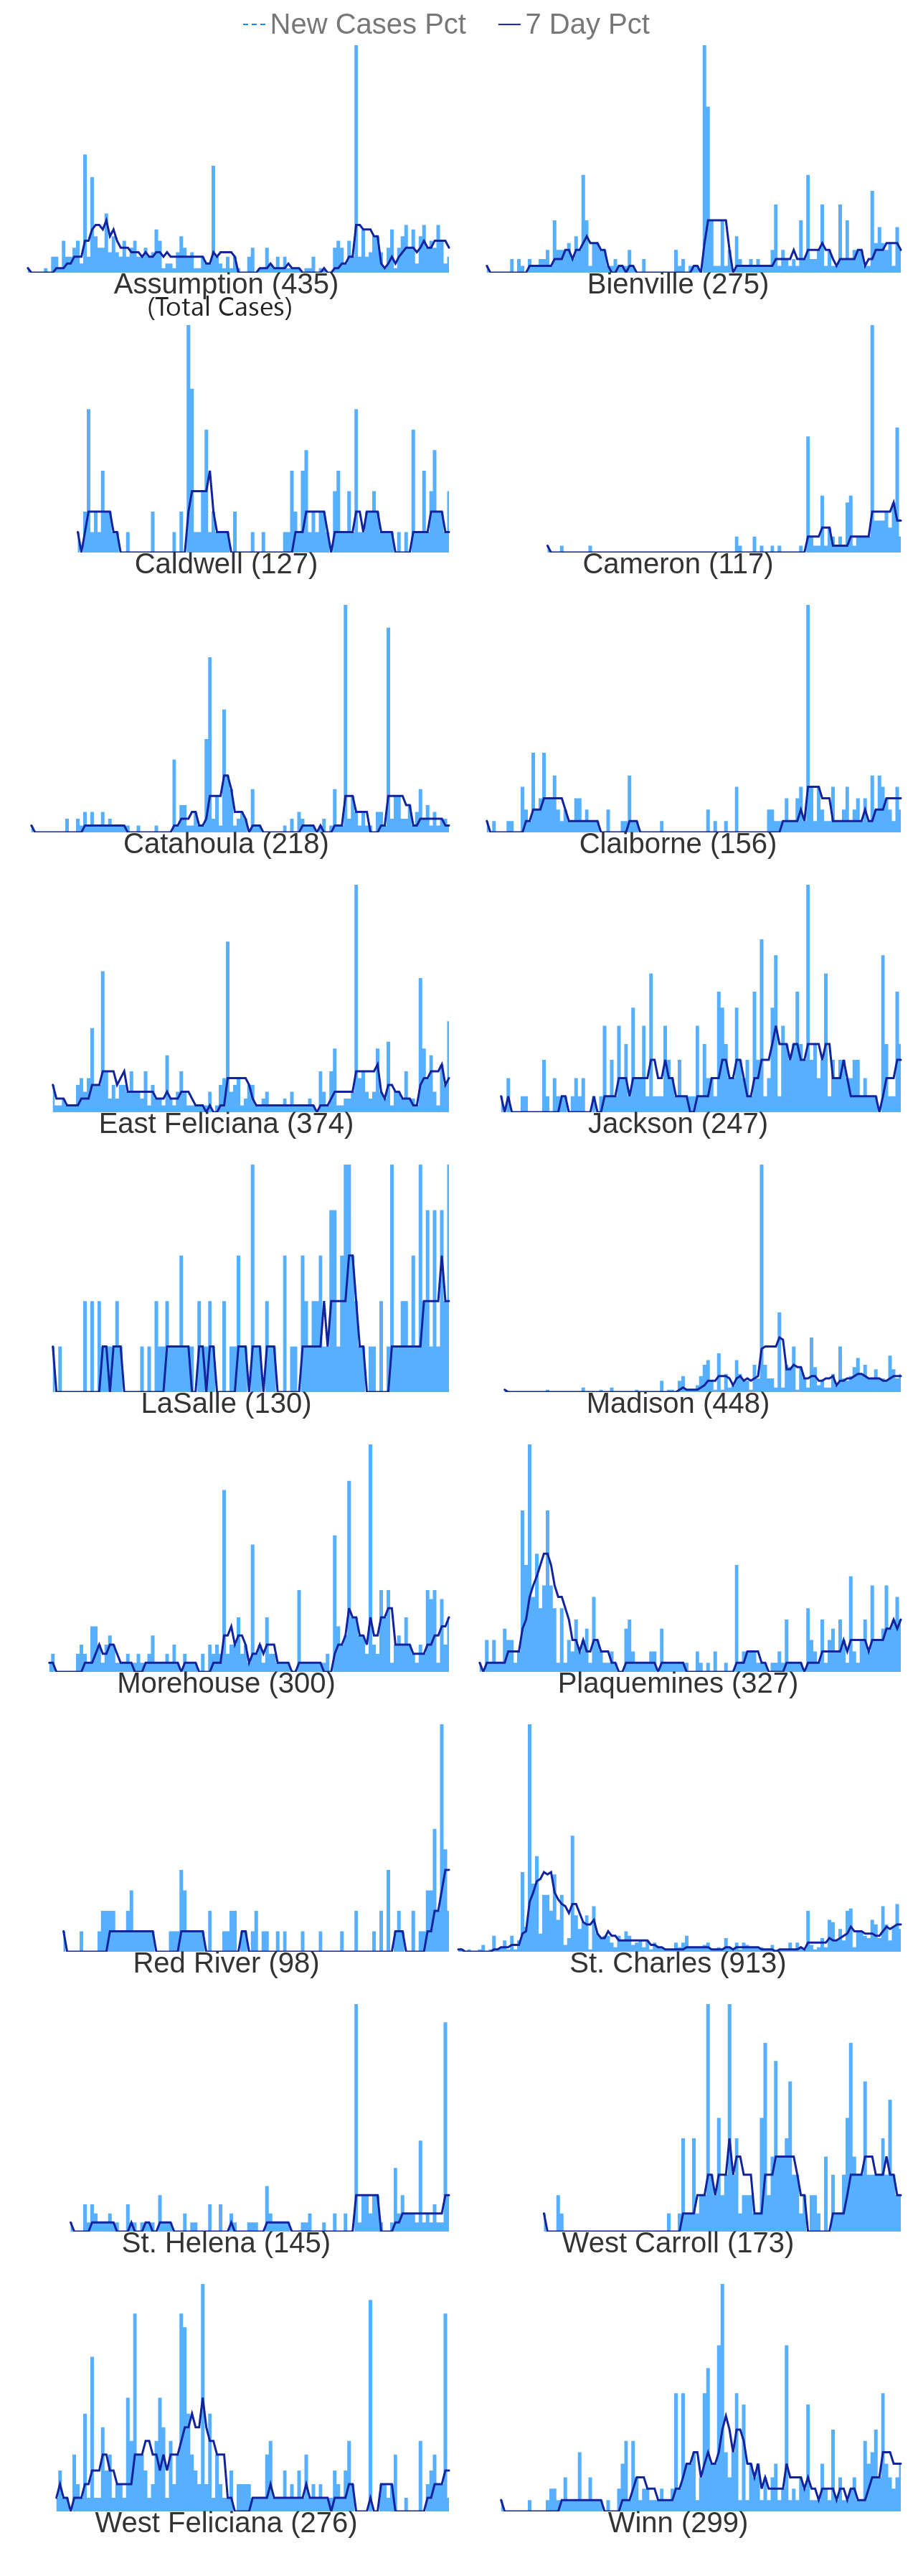 New Cases Pct 7 Day Pct
Assumption (435) Bienville (275)
(Total Cases)
Caldwell (127) Cameron (117)
Catahoula (218) Claiborne (156)
East Feliciana (374) Jackson (247)
LaSalle (130) Madison (448)
Morehouse (300) Plaquemines (327)
Red River (98) St. Charles (913)
St. Helena (145) West Carroll (173)
West Feliciana (276) Winn (299)